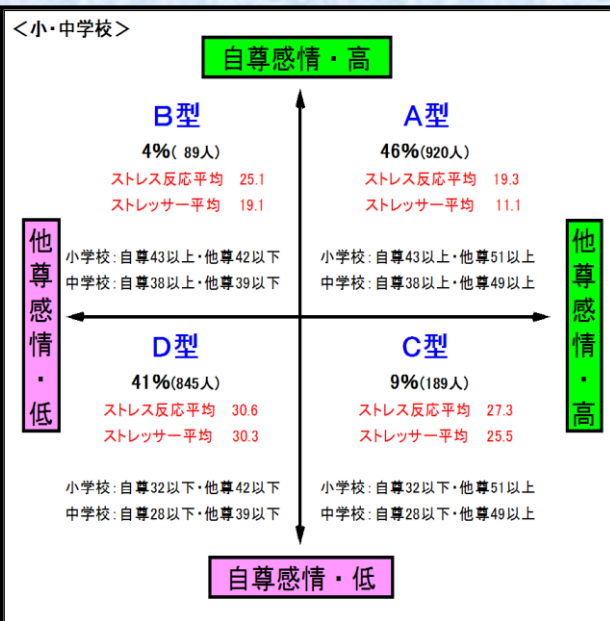 <小・中学校>
自尊感情・高
B型
4%( 89人)
ストレス反応平均 25.1
ストレッサー平均 19.1
小学校:自尊43以上・他尊42以下
中学校:自尊38以上・他尊39以下
A型
46%(920人)
ストレス反応平均 19.3
ストレッサー平均 11.1
小学校:自尊43以上・他尊51以上
中学校:自尊38以上・他尊49以上
他尊感情・低
他尊感情・高
D型
41%(845人)
ストレス反応平均 30.6
ストレッサー平均 30.3
小学校:自尊32以下・他尊42以下
中学校:自尊28以下・他尊39以下
C型
9%(189人)
ストレス反応平均 27.3
ストレッサー平均 25.5
小学校:自尊32以下・他尊51以上
中学校:自尊28以下・他尊49以上
自尊感情・低